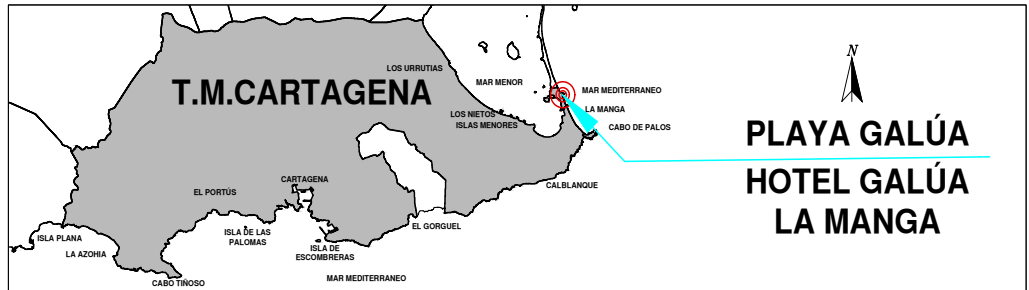 T.M.CARTAGENA
LOS URRUTIAS
MAR MENOR
MAR MEDITERRANEO
LA MANGA
LOS NIETOS
ISLAS MENORES
CABO DE PALOS
N
PLAYA GALÚA
HOTEL GALÚA
LA MANGA
CARTAGENA
EL PORTÚS
CALBLANQUE
EL GORGUEL
ISLA DE LAS
PALOMAS
ISLA DE
ESCOMBRERAS
ISLA PLANA
LA AZOHIA
CABO TIÑOSO
MAR MEDITERRANEO